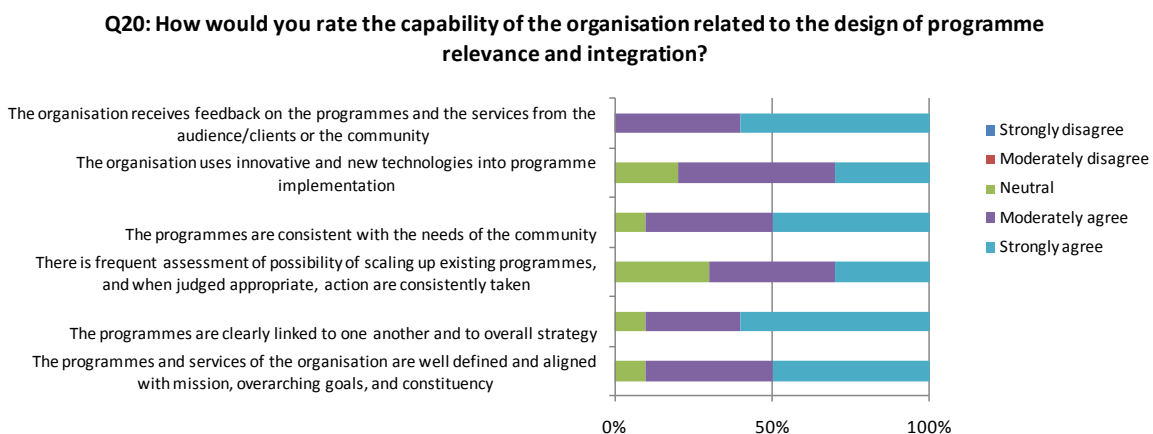 Q20: How would you rate the capability of the organisation related to the design of programme
relevance and integration?
The organisation receives feedback on the programmes and the services from the
audience/clients or the community
The organisation uses innovative and new technologies into programme
implementation
The programmes are consistent with the needs of the community
There is frequent assessment of possibility of scaling up existing programmes,
and when judged appropriate, action are consistently taken
The programmes are clearly linked to one another and to overall strategy
The programmes and services of the organisation are well defined and aligned
with mission, overarching goals, and constituency
0% 50% 100%
Strongly disagree
Moderately disagree
Neutral
Moderately agree
Strongly agree